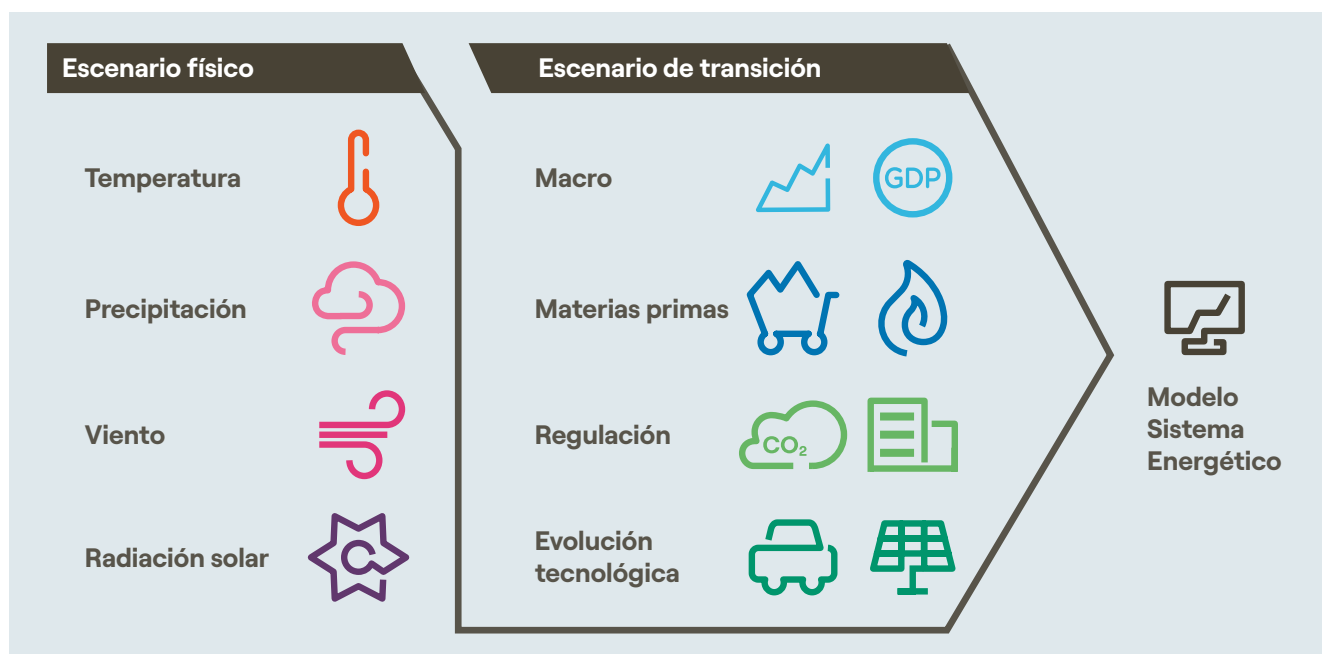 Escenario físico
Escenario de transición
Temperatura
Precipitación
Viento
Radiación solar
Macro
GDP
Materias primas
Regulación
CO₂
Evolución
tecnológica
Modelo
Sistema
Energético